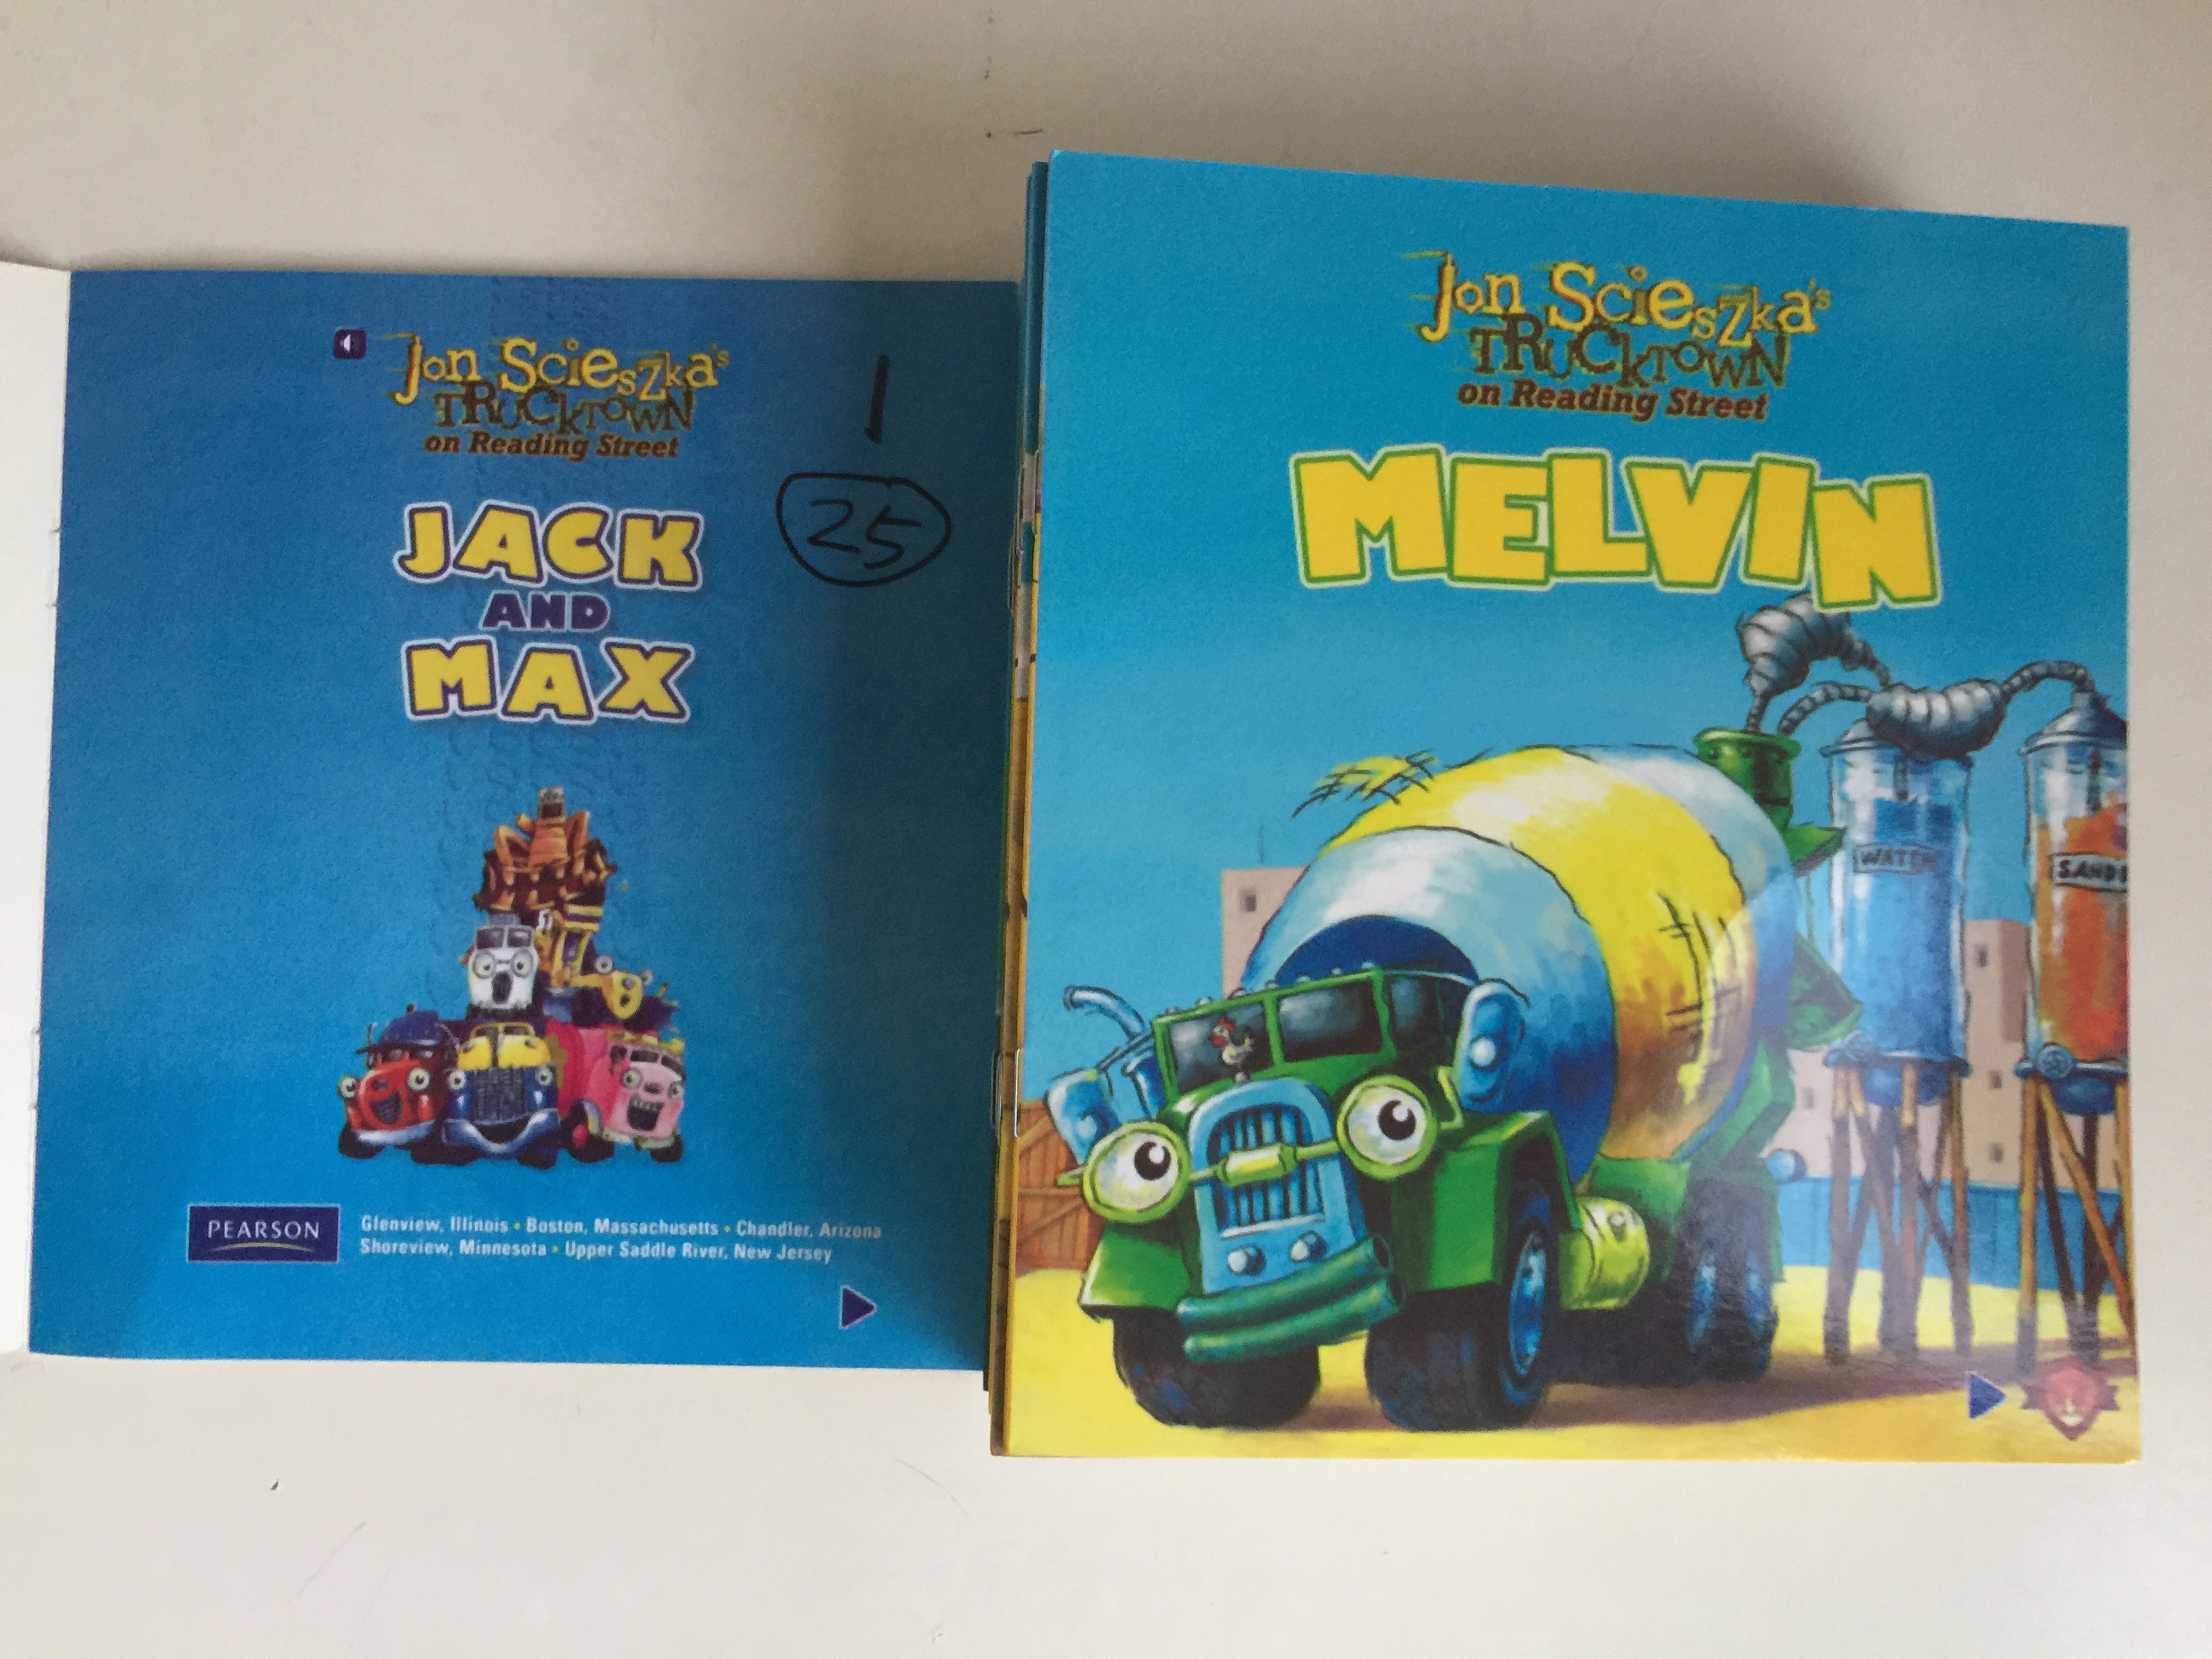 Jon Scieszka's
TRUCKTOWN
on Reading Street
1
25
JACK
AND
MAX
PEARSON
Glenview, Illinois • Boston, Massachusetts • Chandler, Arizona
Shoreview, Minnesota • Upper Saddle River, New Jersey
Jon Scieszka's
TRUCKTOWN
on Reading Street
MELVIN
WATER
SAND